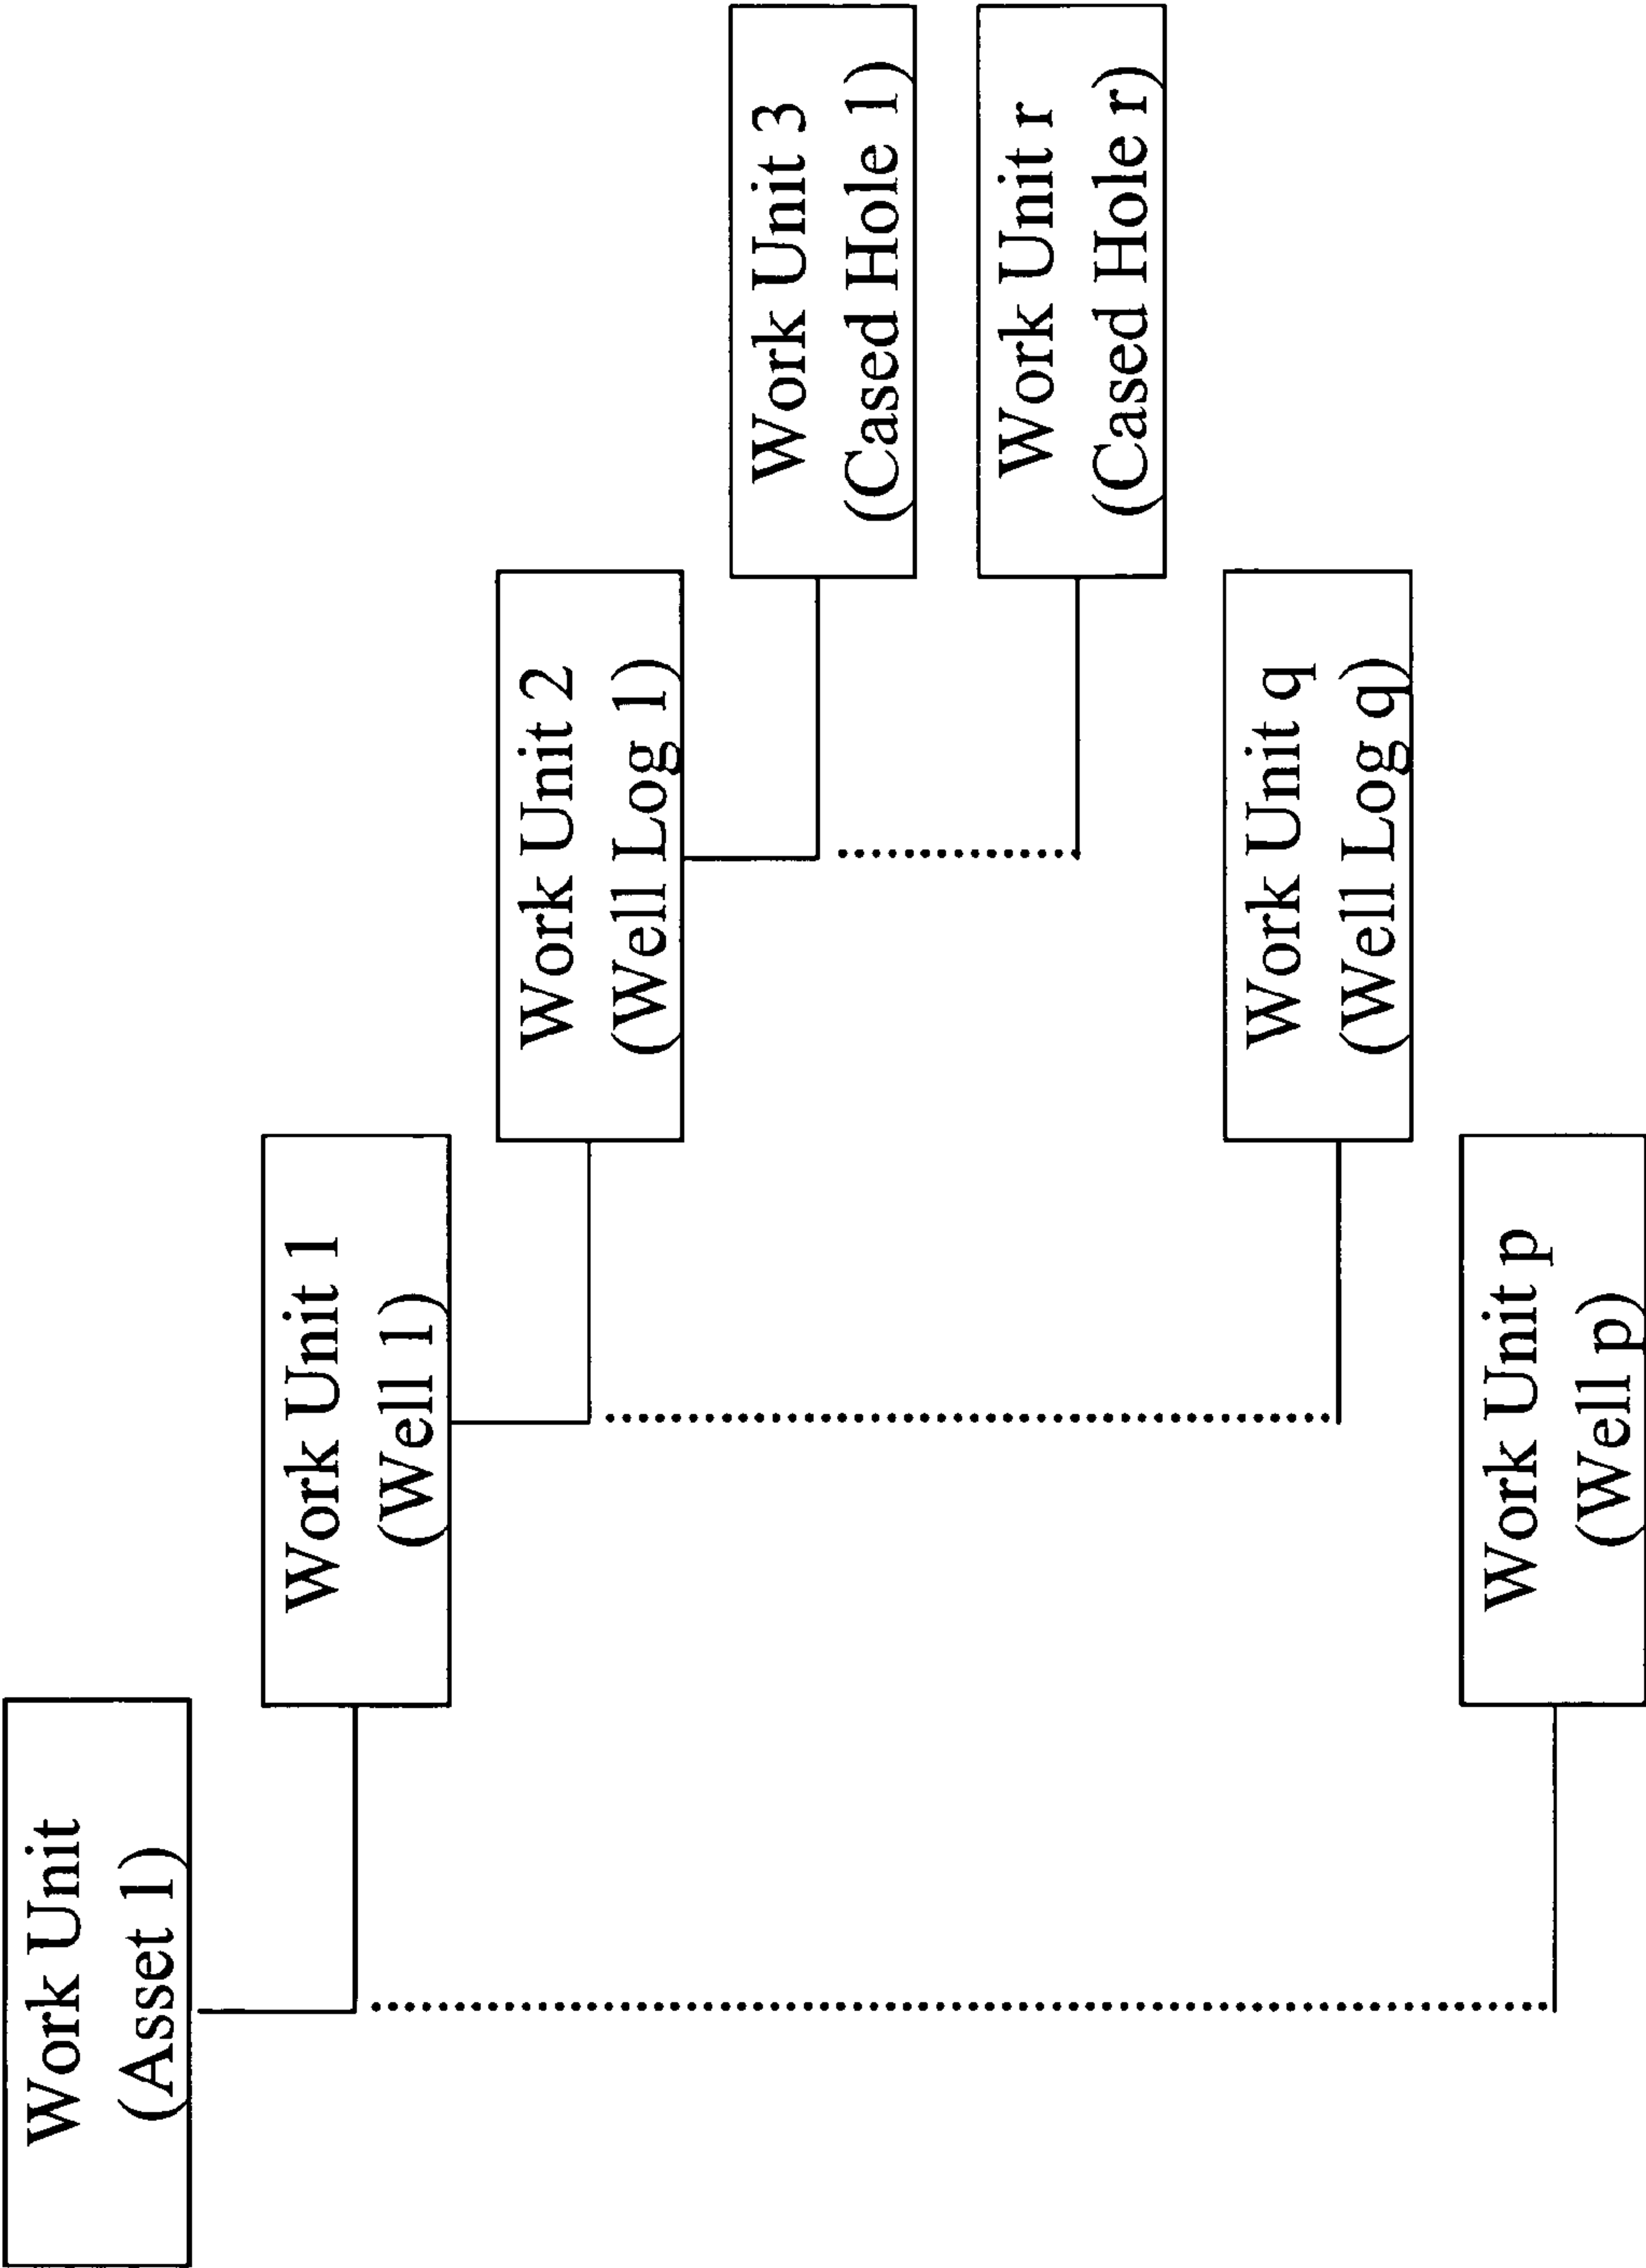 Work Unit
(Asset 1)
Work Unit 1
(Well 1)
Work Unit 2
(Well Log 1)
Work Unit 3
(Cased Hole 1)
Work Unit r
(Cased Hole r)
Work Unit q
(Well Log q)
Work Unit p
(Well p)